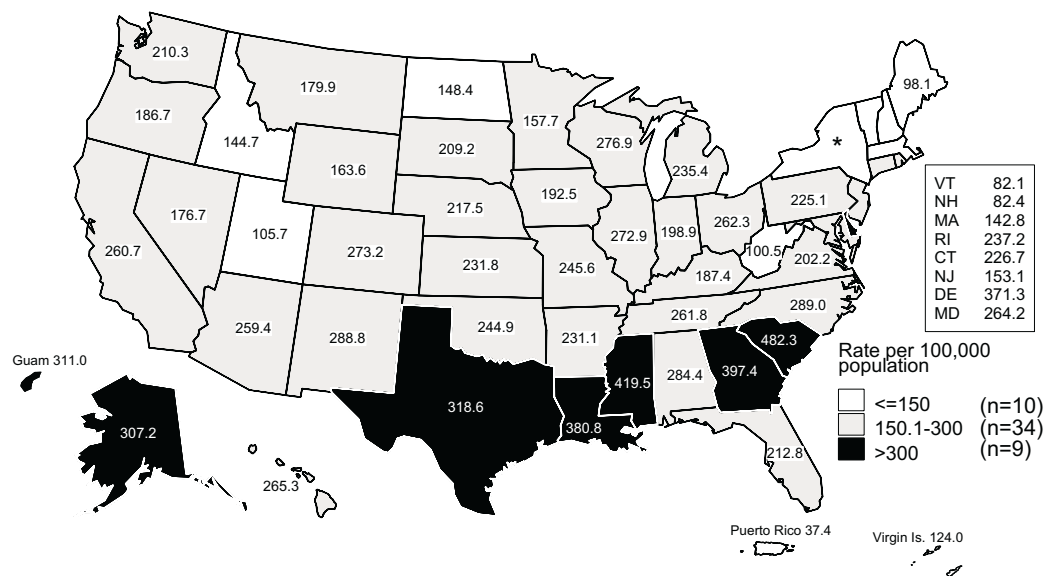 210.3
179.9
148.4
157.7
98.1
186.7
144.7
163.6
209.2
276.9
235.4
*
192.5
217.5
225.1
176.7
105.7
273.2
231.8
245.6
272.9
198.9
262.3
100.5
202.2
187.4
260.7
VT 82.1
NH 82.4
MA 142.8
RI 237.2
CT 226.7
NJ 153.1
DE 371.3
MD 264.2
259.4
288.8
244.9
231.1
261.8
289.0
482.3
Guam 311.0
318.6
380.8
419.5
284.4
397.4
212.8
307.2
265.3
Rate per 100,000
population
<=150 (n=10)
150.1-300 (n=34)
>300 (n=9)
Puerto Rico 37.4
Virgin Is. 124.0